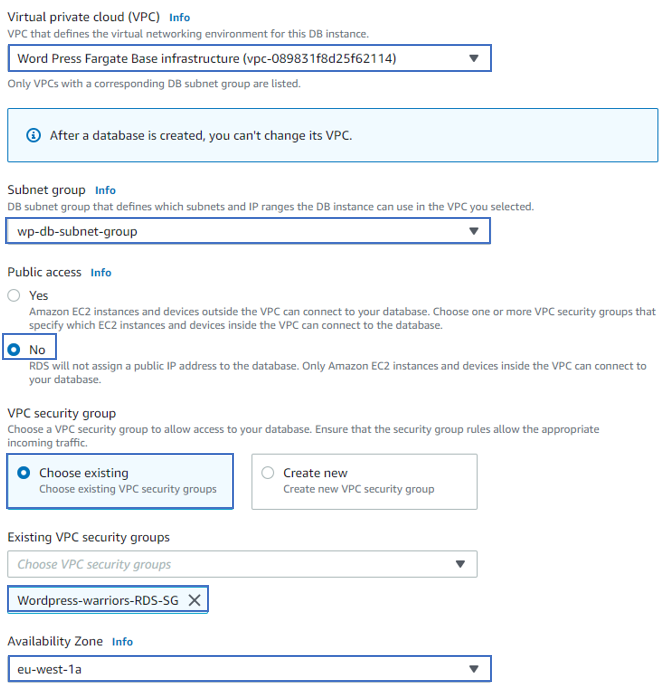 Virtual private cloud (VPC) Info
VPC that defines the virtual networking environment for this DB instance.
Word Press Fargate Base infrastructure (vpc-089831f8d25f62114)
Only VPCs with a corresponding DB subnet group are listed.
After a database is created, you can't change its VPC.
Subnet group Info
DB subnet group that defines which subnets and IP ranges the DB instance can use in the VPC you selected.
wp-db-subnet-group
Public access Info
Yes
Amazon EC2 instances and devices outside the VPC can connect to your database. Choose one or more VPC security groups that
specify which EC2 instances and devices inside the VPC can connect to the database.
No
RDS will not assign a public IP address to the database. Only Amazon EC2 instances and devices inside the VPC can connect to
your database.
VPC security group
Choose a VPC security group to allow access to your database. Ensure that the security group rules allow the appropriate
incoming traffic.
Choose existing
Choose existing VPC security groups
Create new
Create new VPC security group
Existing VPC security groups
Choose VPC security groups
Wordpress-warriors-RDS-SG
Availability Zone Info
eu-west-1a